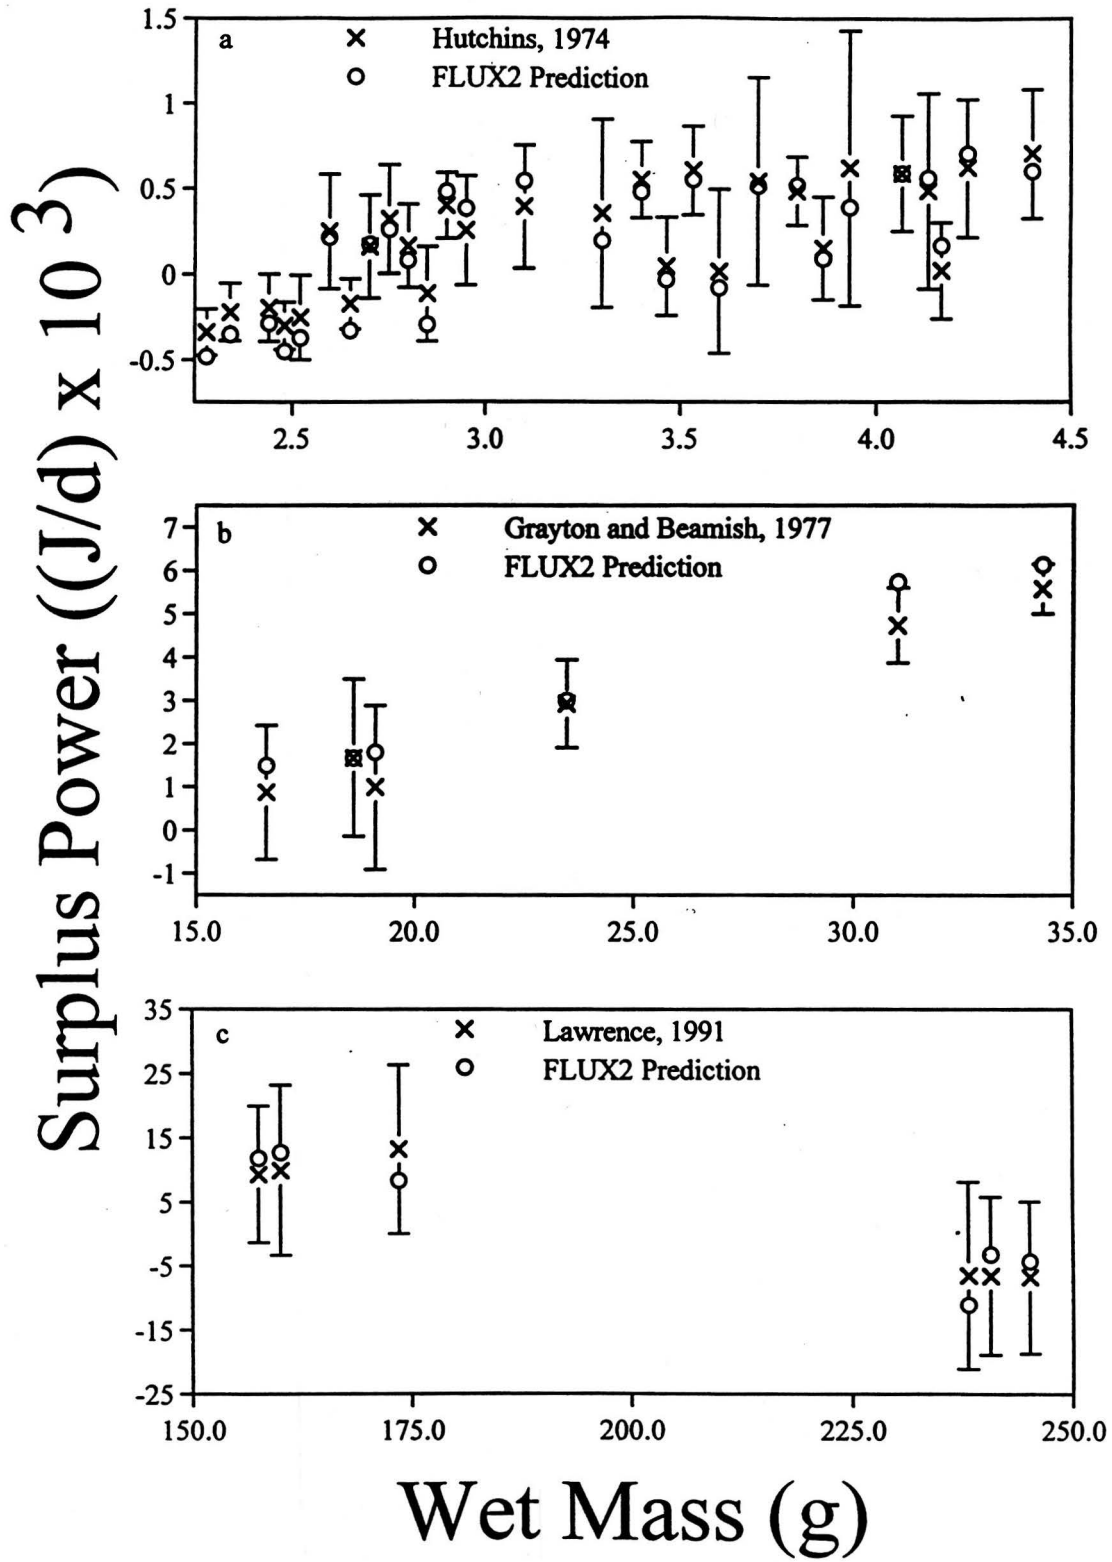 Surplus Power ((J/d) x 10 3)
1.5
a
Hutchins, 1974
FLUX2 Prediction
1
0.5
0
-0.5
2.5 3.0 3.5 4.0 4.5
7
b
Grayton and Beamish, 1977
6
FLUX2 Prediction
5
4
3
2
1
0
-1
15.0 20.0 25.0 30.0 35.0
35
c
Lawrence, 1991
FLUX2 Prediction
25
15
5
-5
-15
-25
150.0 175.0 200.0 225.0 250.0
Wet Mass (g)